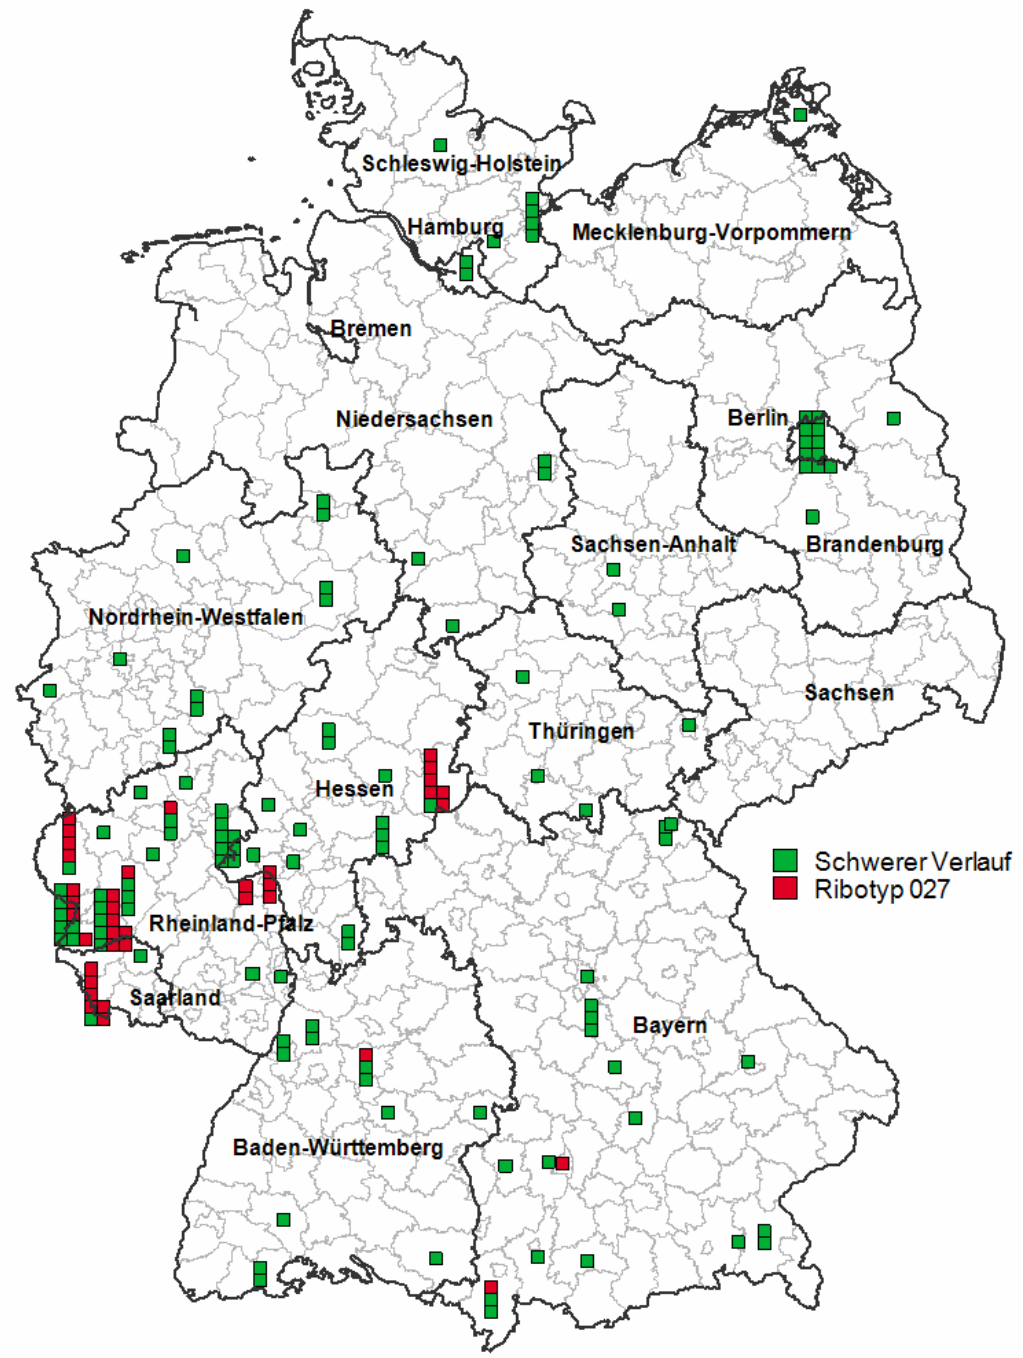 Schleswig-Holstein
Hamburg
Mecklenburg-Vorpommern
Bremen
Niedersachsen
Berlin
Sachsen-Anhalt
Brandenburg
Nordrhein-Westfalen
Sachsen
Thüringen
Hessen
Schwerer Verlauf
Ribotyp 027
Rheinland-Pfalz
Saarland
Bayern
Baden-Württemberg